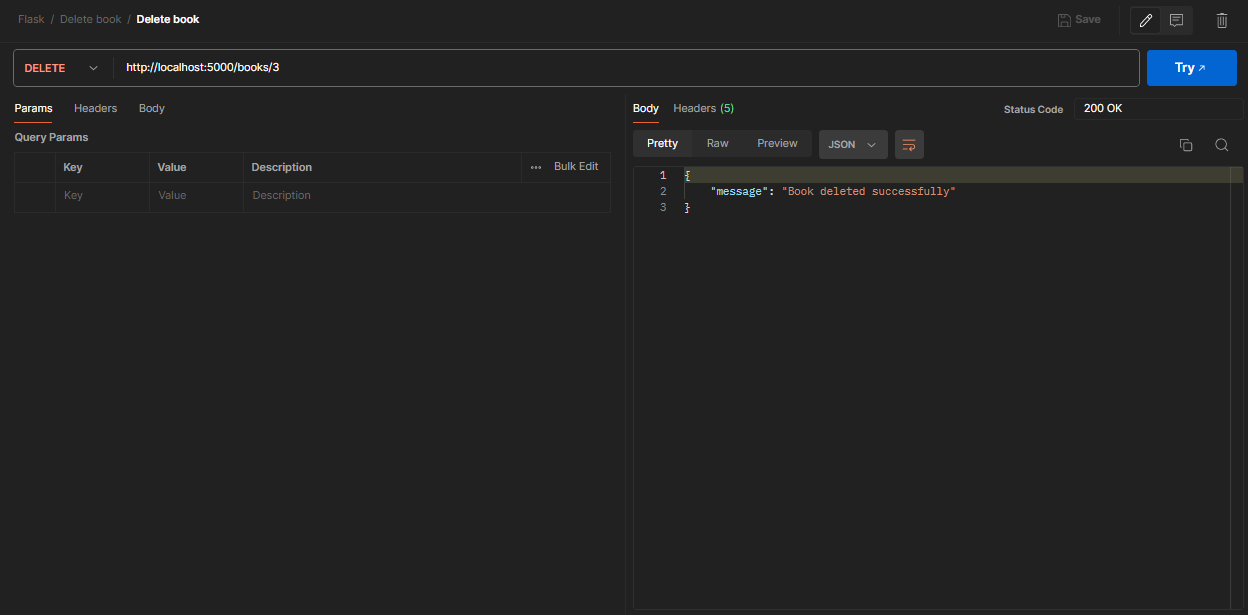 Flask / Delete book / Delete book
Save
DELETE http://localhost:5000/books/3
Try
Params Headers Body
Query Params
Key Value Description ••• Bulk Edit
Key Value Description
Body Headers (5) Status Code 200 OK
Pretty Raw Preview JSON
1 {
2 "message": "Book deleted successfully"
3 }